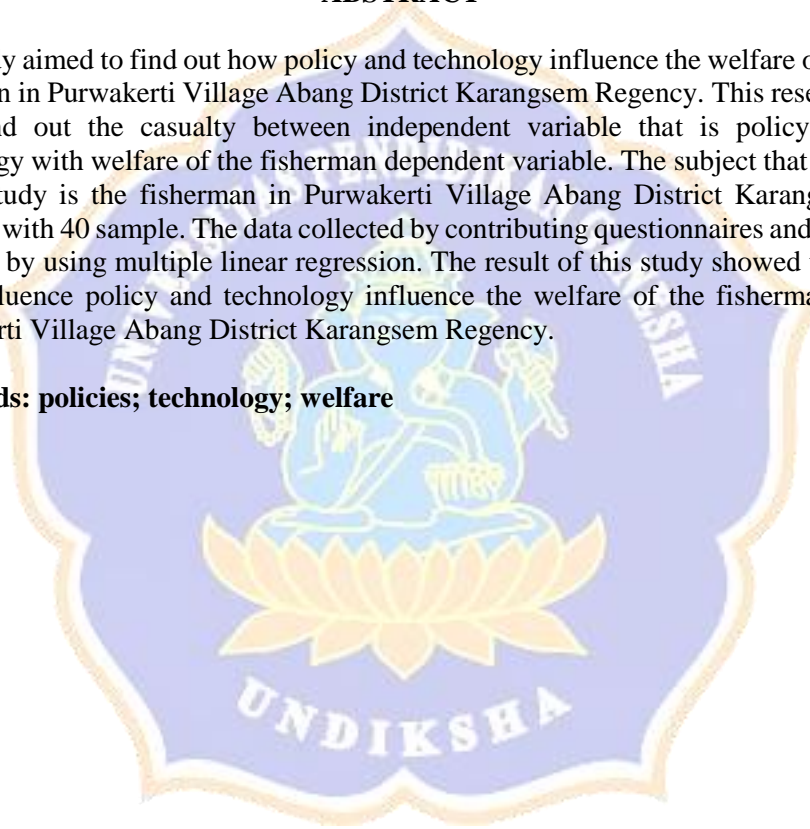 ABSTRACT
y aimed to find out how policy and technology influence the welfare o
n in Purwakerti Village Abang District Karangsem Regency. This rese
nd out the casualty between independent variable that is policy
gy with welfare of the fisherman dependent variable. The subject that
tudy is the fisherman in Purwakerti Village Abang District Karang
with 40 sample. The data collected by contributing questionnaires and
by using multiple linear regression. The result of this study showed
luence policy and technology influence the welfare of the fisherma
rti Village Abang District Karangsem Regency.
ds: policies; technology; welfare
UNIVERSITAS PENDIDIKAN GANESHA
UNDIKSHA